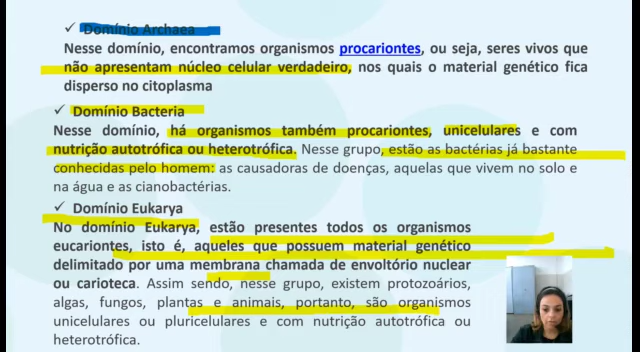 ✓ Domínio Archaea
Nesse domínio, encontramos organismos procariontes, ou seja, seres vivos que
não apresentam núcleo celular verdadeiro, nos quais o material genético fica
disperso no citoplasma
✓ Domínio Bacteria
Nesse domínio, há organismos também procariontes, unicelulares e com
nutrição autotrófica ou heterotrófica. Nesse grupo, estão as bactérias já bastante
conhecidas pelo homem: as causadoras de doenças, aquelas que vivem no solo e
na água e as cianobactérias.
✓ Domínio Eukarya
No domínio Eukarya, estão presentes todos os organismos
eucariontes, isto é, aqueles que possuem material genético
delimitado por uma membrana chamada de envoltório nuclear
ou carioteca. Assim sendo, nesse grupo, existem protozoários,
algas, fungos, plantas e animais, portanto, são organismos
unicelulares ou pluricelulares e com nutrição autotrófica ou
heterotrófica.